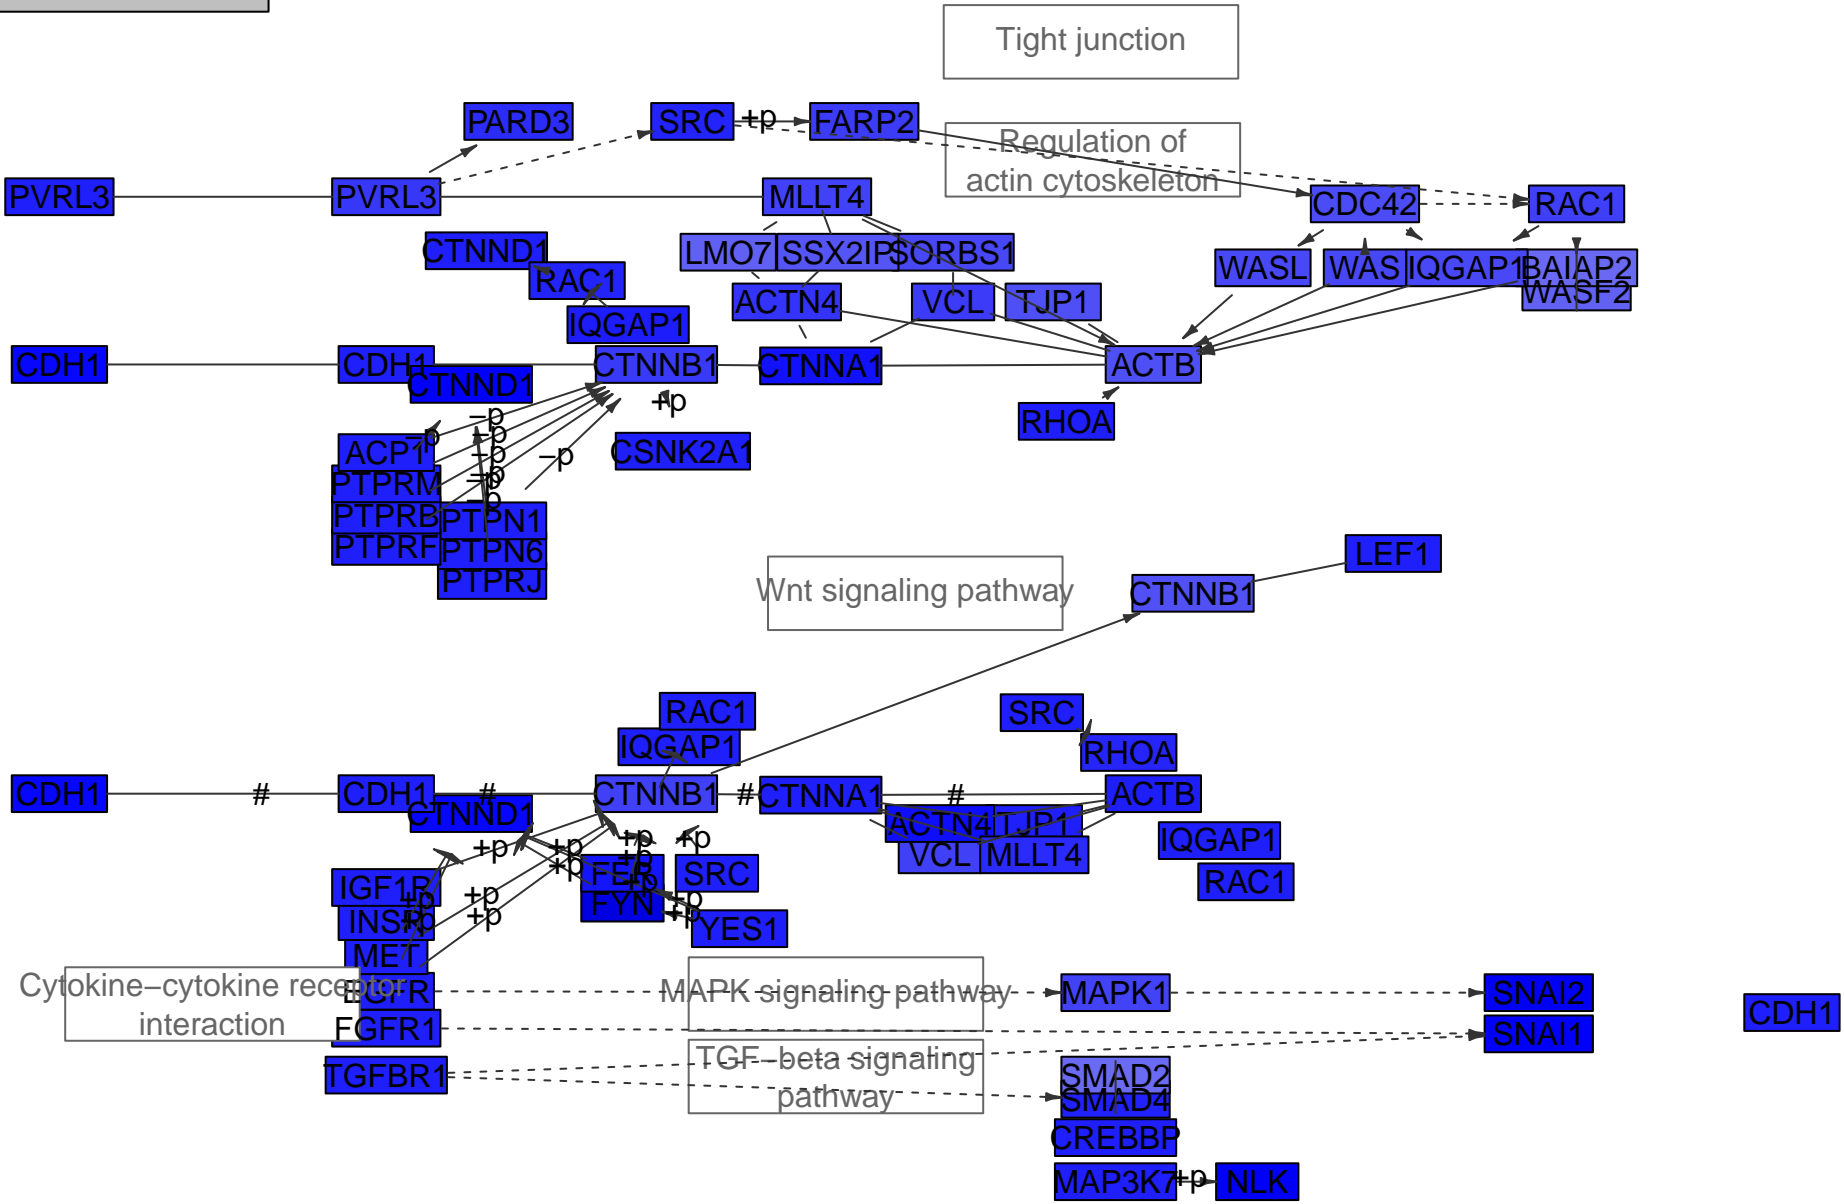 Tight junction
PARD3
SRC
+p
FARP2
Regulation of
actin cytoskeleton
PVRL3
PVRL3
MLLT4
CDC42
RAC1
CTNND1
LMO7
SSX2IP
SORBS1
RAC1
WASL
WAS
IQGAP1
BAIAP2
WASF2
ACTN4
VCL
TJP1
IQGAP1
CDH1
CDH1
CTNNB1
CTNNA1
ACTB
CTNND1
+p
RHOA
−p
−p
−p
−p
−p
−p
−p
−p
ACP1
CSNK2A1
PTPRM
PTPRB
PTPN1
PTPRF
PTPN6
PTPRJ
LEF1
Wnt signaling pathway
CTNNB1
RAC1
SRC
IQGAP1
RHOA
CDH1
#
CDH1
#
CTNNB1
#
CTNNA1
#
ACTB
CTNND1
ACTN4
TJP1
+p
+p
+p
+p
IQGAP1
VCL
MLLT4
+p
+p
IGF1R
FER
SRC
RAC1
+p
+p
+p
+p
INSR
FYN
+p
+p
+p
YES1
MET
Cytokine−cytokine receptor
interaction
EGFR
MAPK signaling pathway
MAPK1
SNAI2
CDH1
FGFR1
SNAI1
TGF−beta signaling
pathway
TGFBR1
SMAD2
SMAD4
CREBBP
MAP3K7
+p
NLK